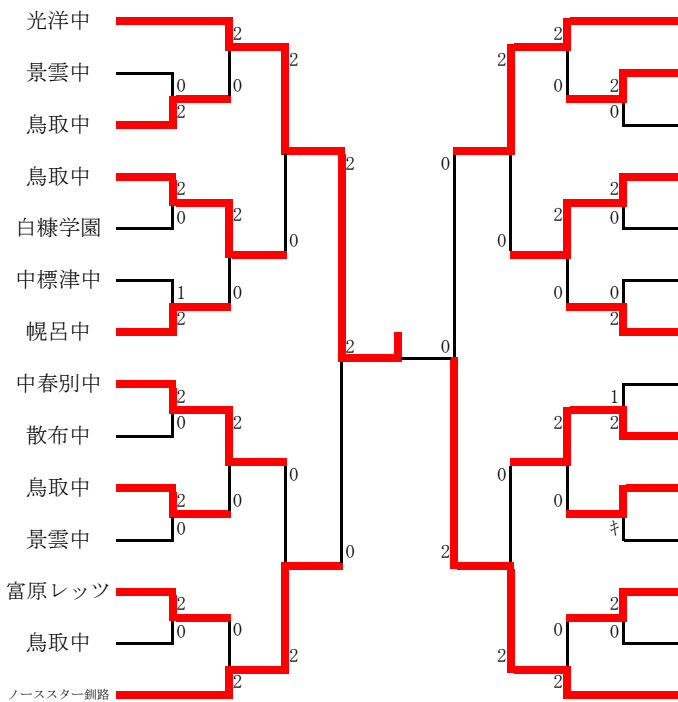 光洋中
2 2
2 2
景雲中
0 0 0 2
2 0
鳥取中
2 0
鳥取中
2 2
0 2 2 0
白糠学園
0 0
中標津中
1 0 0 0
2 2
幌呂中
2 0
中春別中
2 1
0 2 2 2
散布中
0 0
鳥取中
2 0 0
0 キ
景雲中
0 2
富原レッツ
2 2
0 0 0 0
鳥取中
2 2
2 2
ノーススター釧路